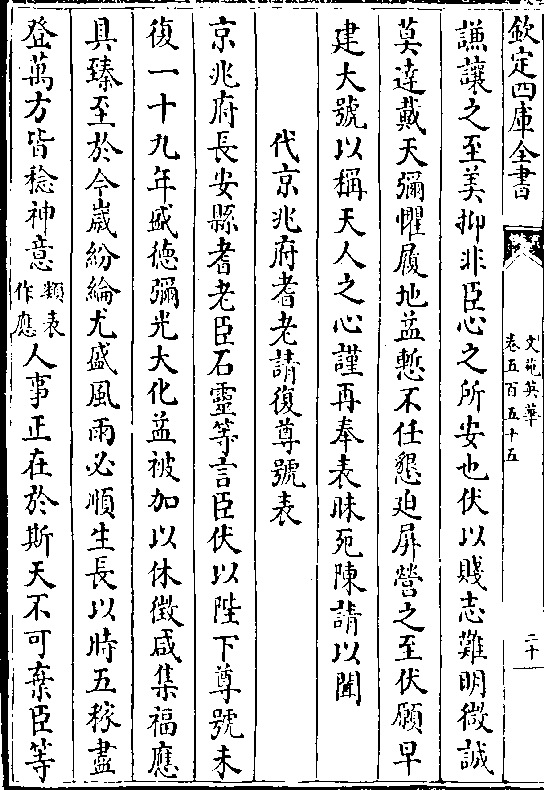 欽定四庫全書
文苑英華
卷五百五十五
二十
謙讓之至美抑非臣心之所安也伏以賤志難明微誠
莫達戴天彌懼履地益慙不任懇迫屏營之至伏願早
建大號以稱天人之心謹再奉表昧死陳請以聞
代京兆府耆老請復尊號表
京兆府長安縣耆老臣石靈等言臣伏以陛下尊號未
復一十九年盛德彌光大化益被加以休徵咸集福應
具臻至於今歲紛綸尤盛風雨必順生長以時五稼盡
登萬方皆稔神意類表作應人事正在於斯天不可棄臣等